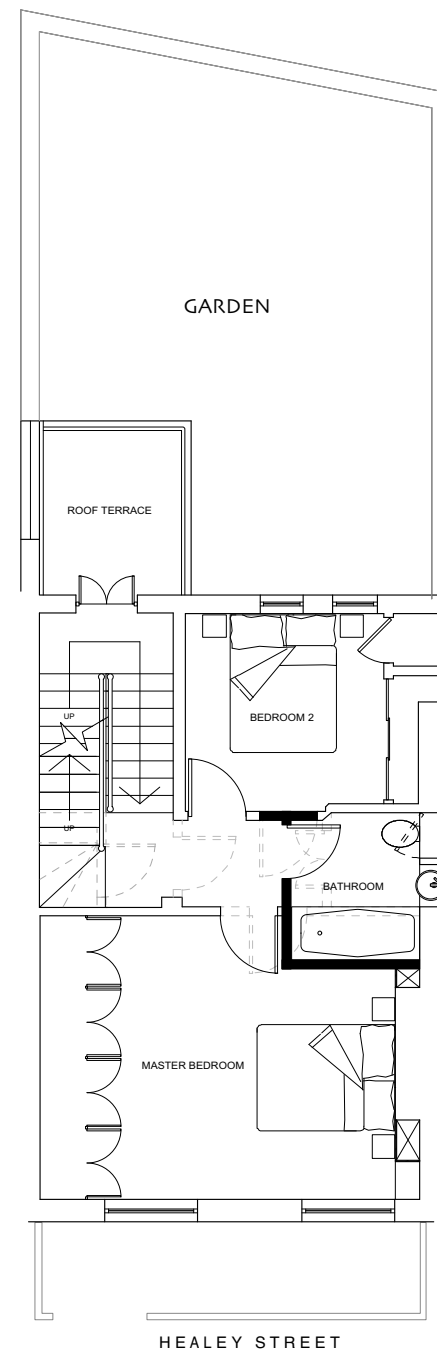 GARDEN
ROOF TERRACE
UP
BEDROOM 2
UP
BATHROOM
MASTER BEDROOM
HEALEY STREET